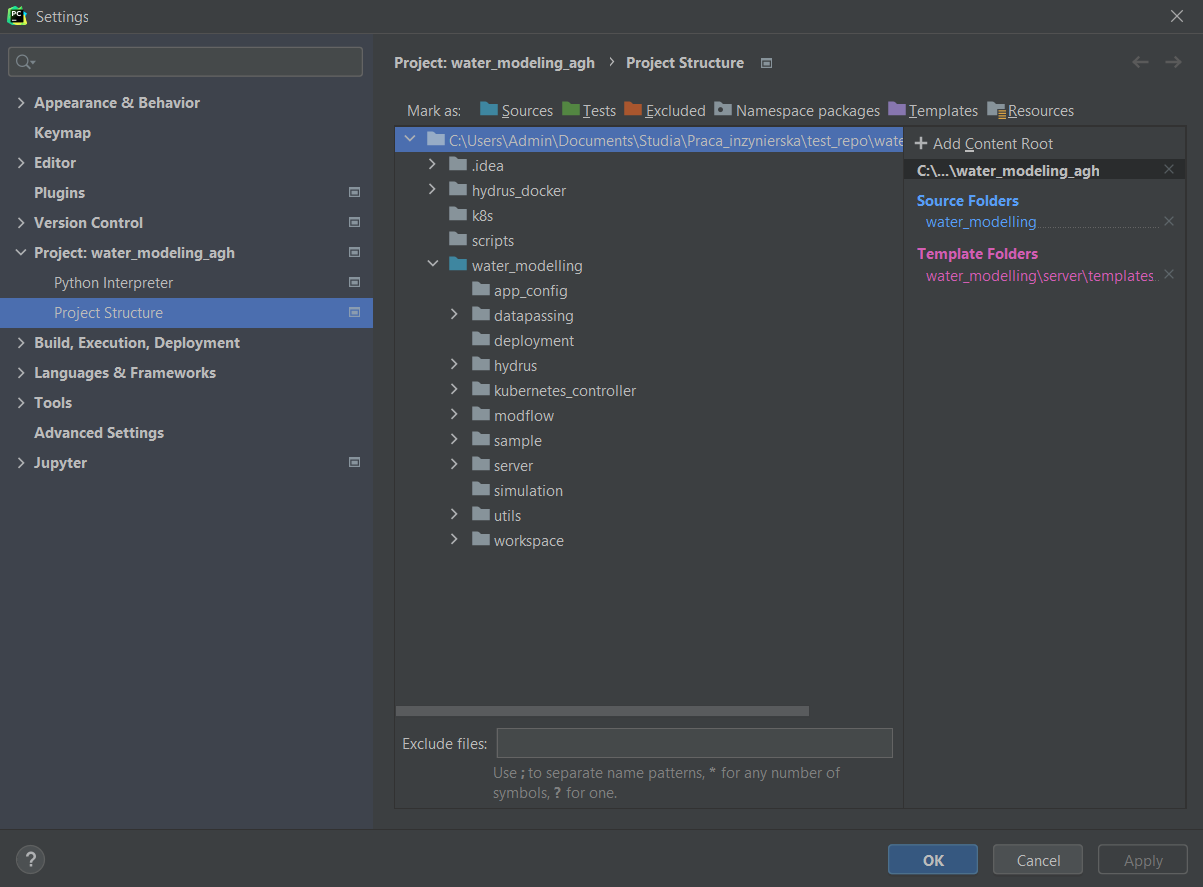 PC
Settings
Appearance & Behavior
Keymap
Editor
Plugins
Version Control
Project: water_modeling_agh
Python Interpreter
Project Structure
Build, Execution, Deployment
Languages & Frameworks
Tools
Advanced Settings
Jupyter
Project: water_modeling_agh › Project Structure
Mark as: Sources Tests Excluded Namespace packages Templates Resources
C:\Users\Admin\Documents\Studia\Praca_inzynierska\test_repo\wate
.idea
hydrus_docker
k8s
scripts
water_modelling
app_config
datapassing
deployment
hydrus
kubernetes_controller
modflow
sample
server
simulation
utils
workspace
Exclude files:
Use ; to separate name patterns, * for any number of
symbols, ? for one.
+ Add Content Root
C:\...\water_modeling_agh
Source Folders
water_modelling
Template Folders
water_modelling\server\templates
?
OK
Cancel
Apply